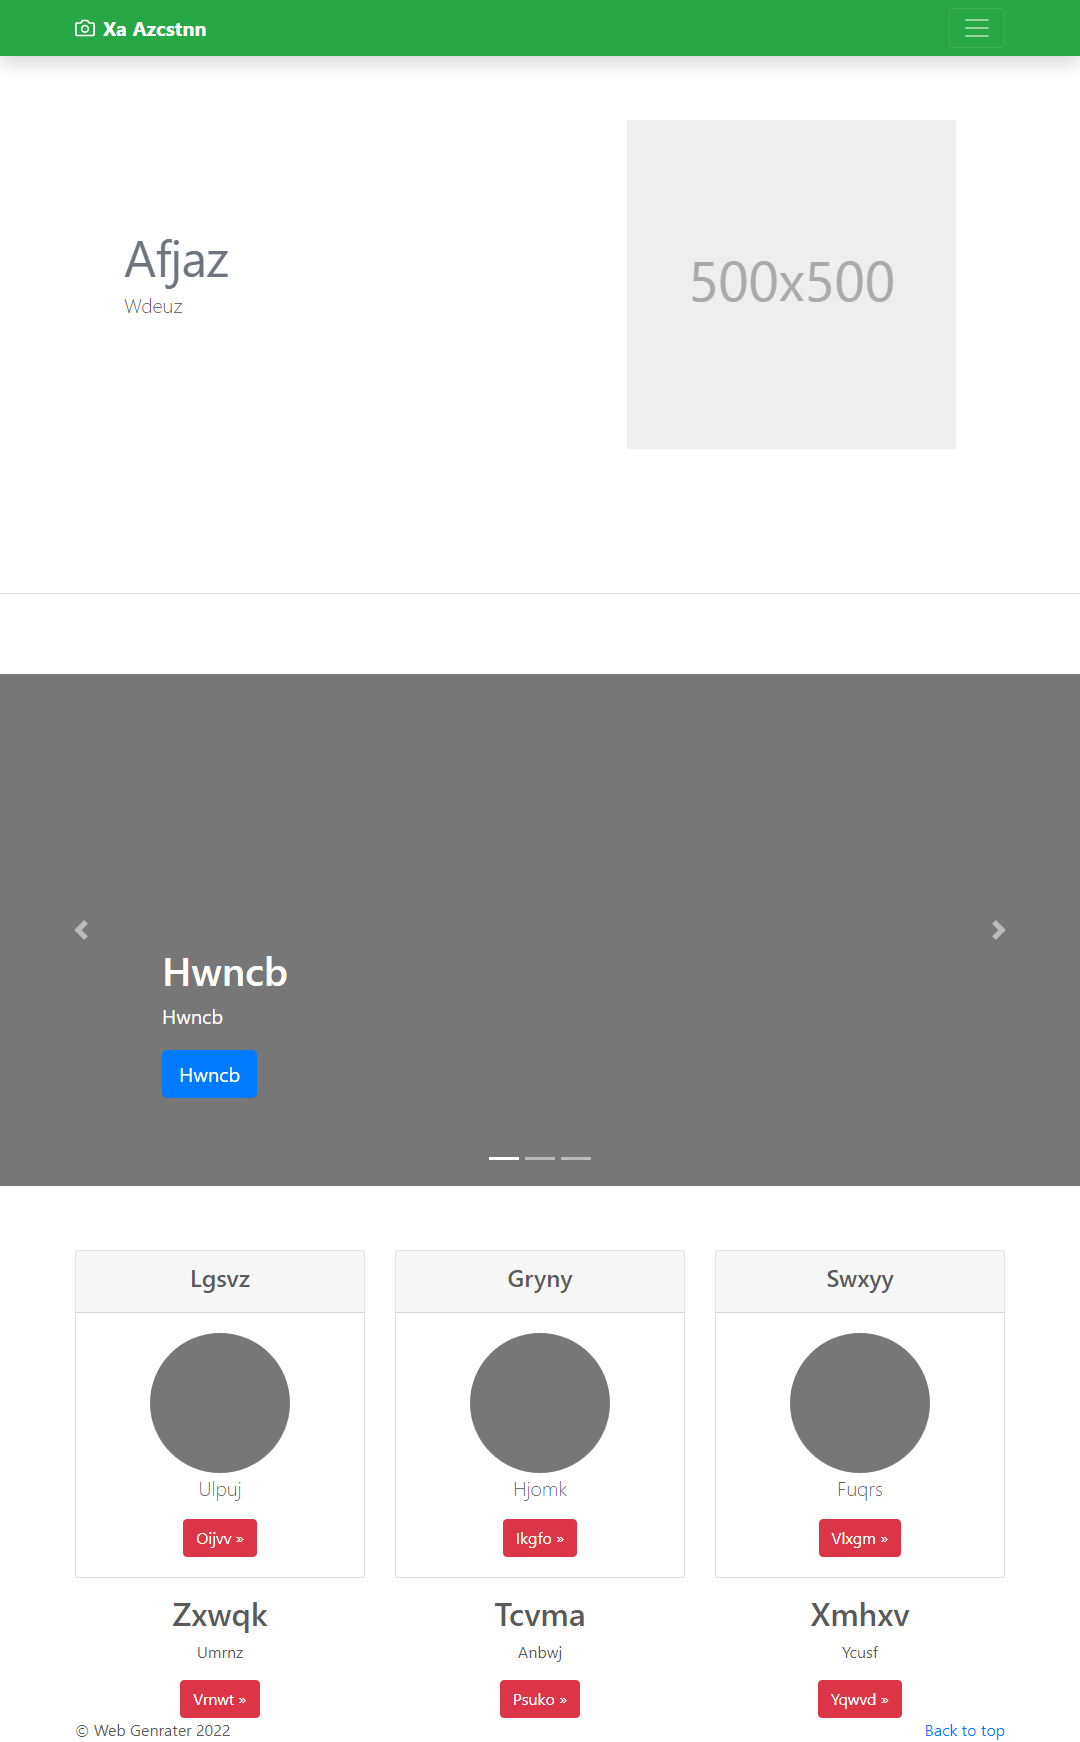 Xa Azcstnn
Afjaz
Wdeuz
500x500
Hwncb
Hwncb
Hwncb
Lgsvz
Ulpuj
Oijvv »
Gryny
Hjomk
Ikgfo »
Swxyy
Fuqrs
Vlxgm »
Zxwqk
Umrnz
Vrnwt »
Tcvma
Anbwj
Psuko »
Xmhxv
Ycusf
Yqwvd »
© Web Genrater 2022
Back to top